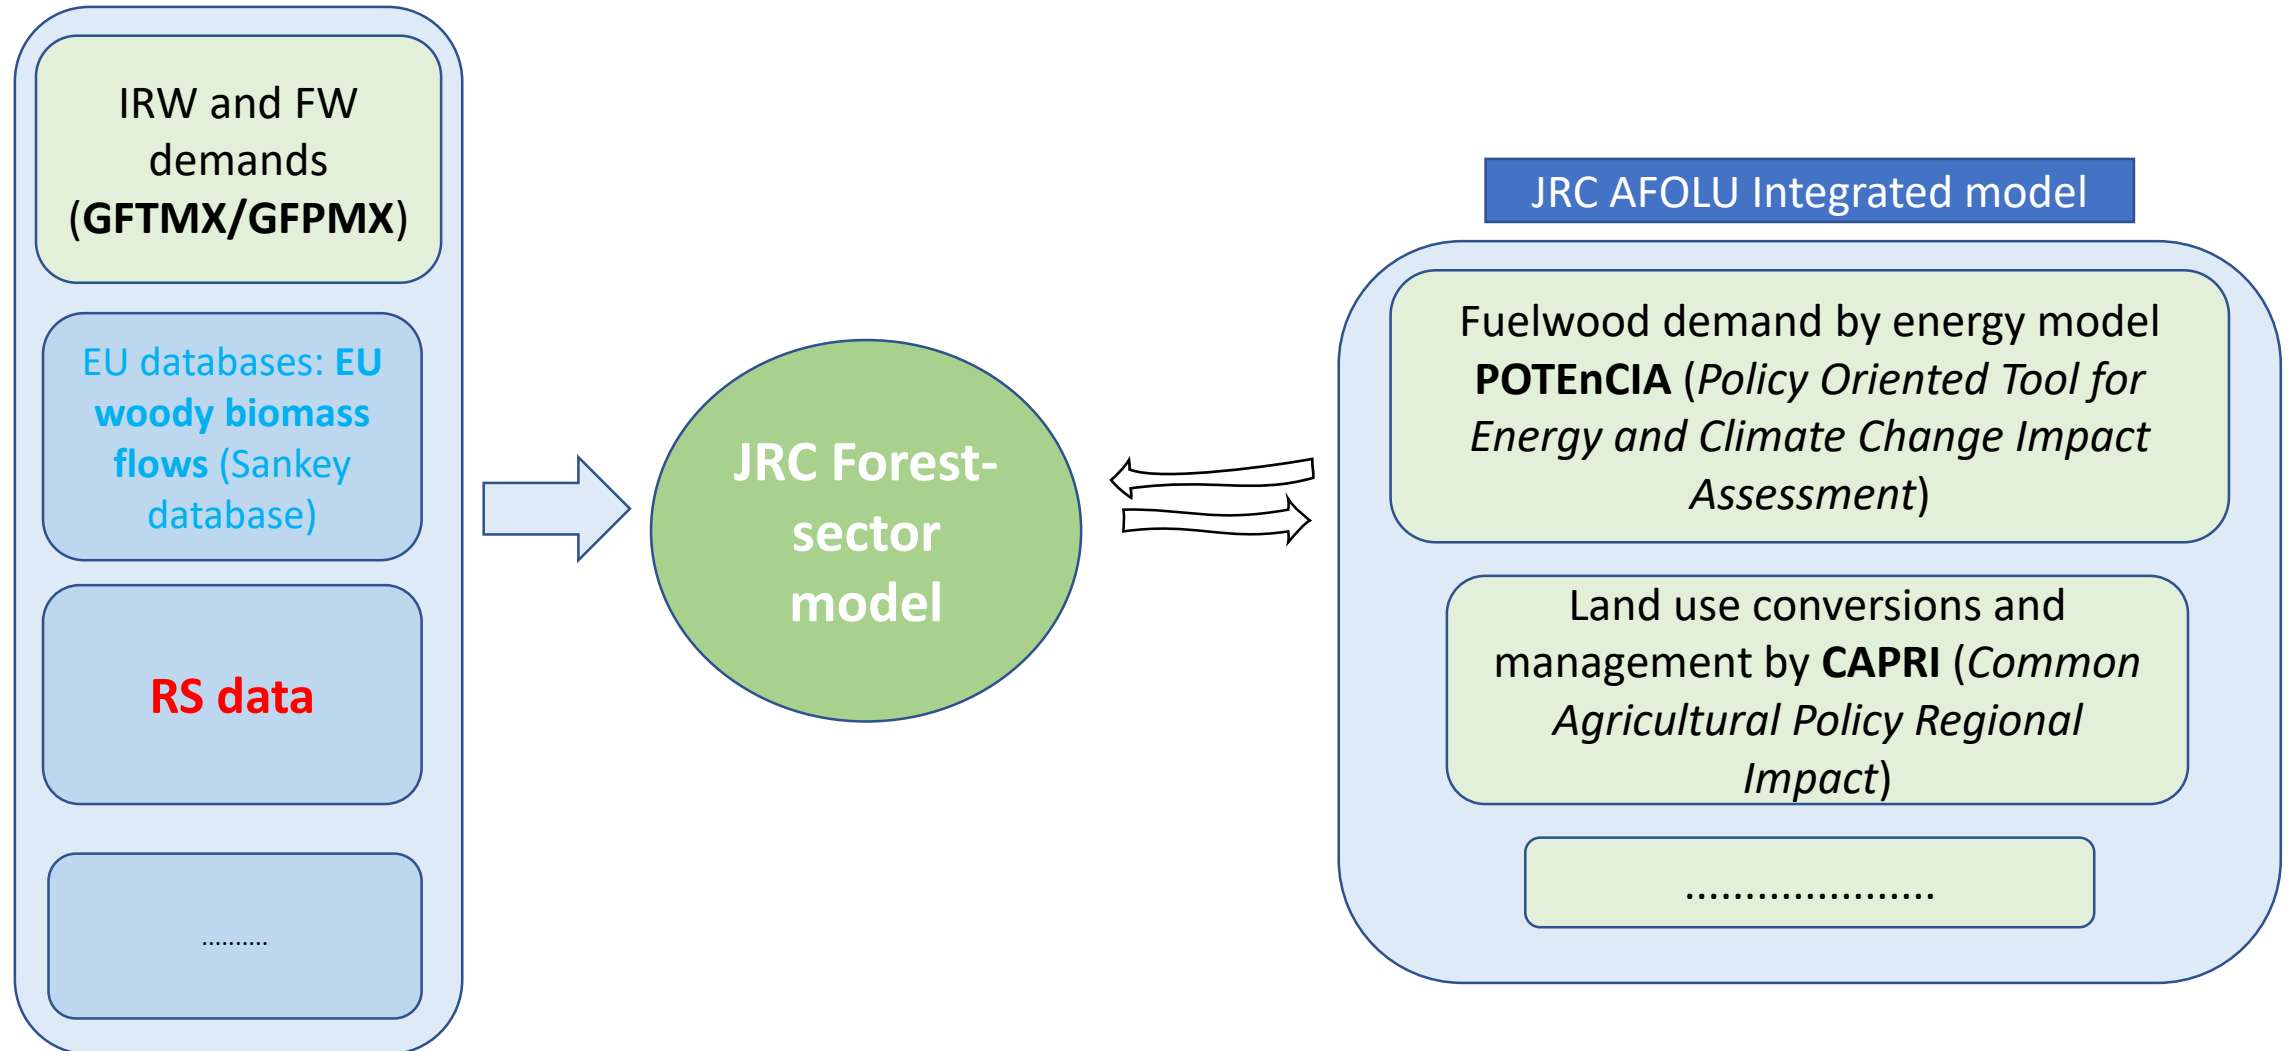 IRW and FW
demands
(GFTMX/GFPMX)
EU databases: EU
woody biomass
flows (Sankey
database)
RS data
..........
JRC Forest-
sector
model
JRC AFOLU Integrated model
Fuelwood demand by energy model
POTEnCIA (Policy Oriented Tool for
Energy and Climate Change Impact
Assessment)
Land use conversions and
management by CAPRI (Common
Agricultural Policy Regional
Impact)
.....................